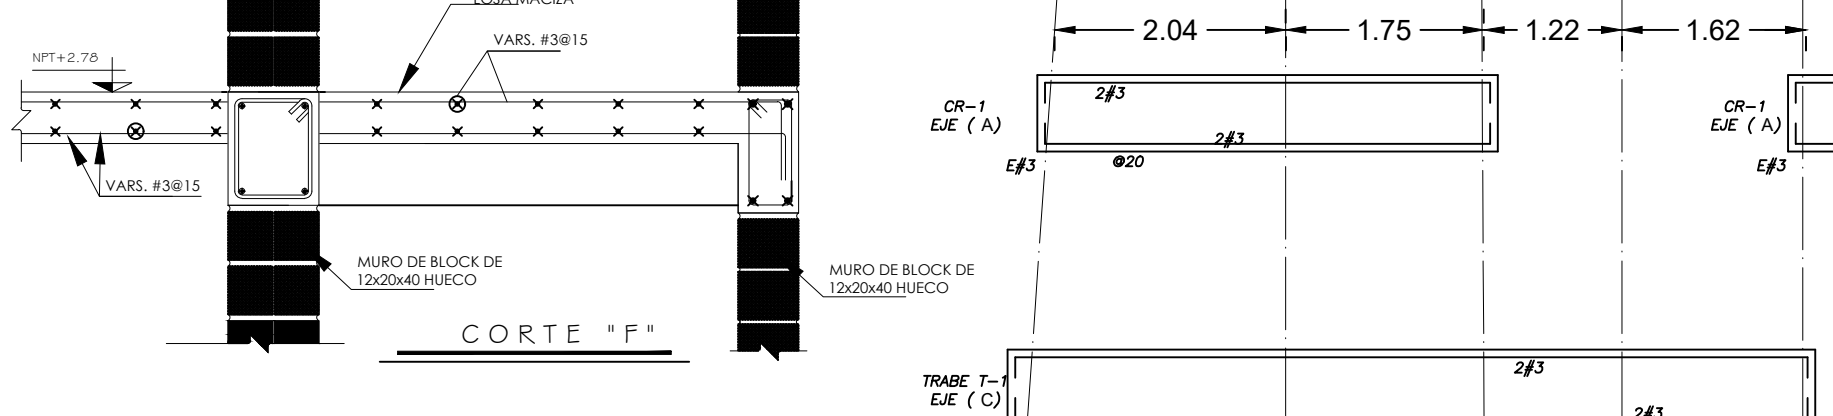 LOSA MACIZA
VARS. #3@15
NPT+2.78
VARS. #3@15
MURO DE BLOCK DE
12x20x40 HUECO
MURO DE BLOCK DE
12x20x40 HUECO
CORTE "F"
2.04
1.75
1.22
1.62
CR-1
EJE ( A)
2#3
2#3
E#3
@20
CR-1
EJE ( A)
E#3
TRABE T-1
EJE ( C)
2#3
2#3